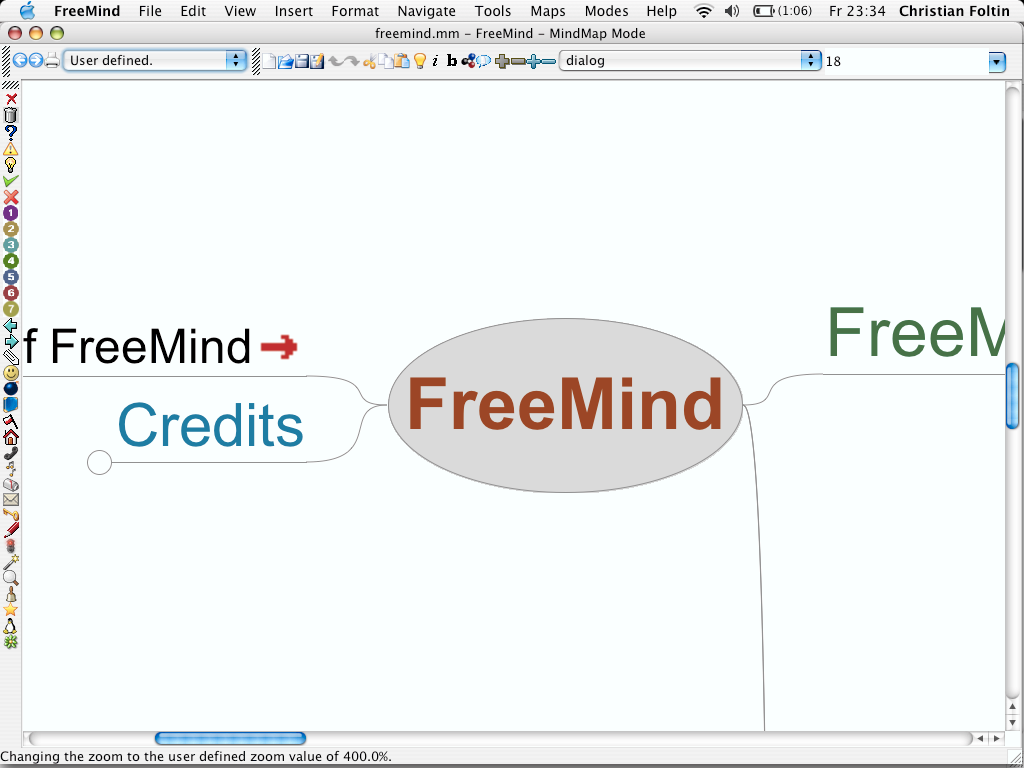 FreeMind File Edit View Insert Format Navigate Tools Maps Modes Help (1:06) Fr 23:34 Christian Foltin
freemind.mm – FreeMind – MindMap Mode
User defined. i b dialog 18
?
1
2
3
4
5
6
7
f FreeMind
FreeM
FreeMind
Credits
Changing the zoom to the user defined zoom value of 400.0%.